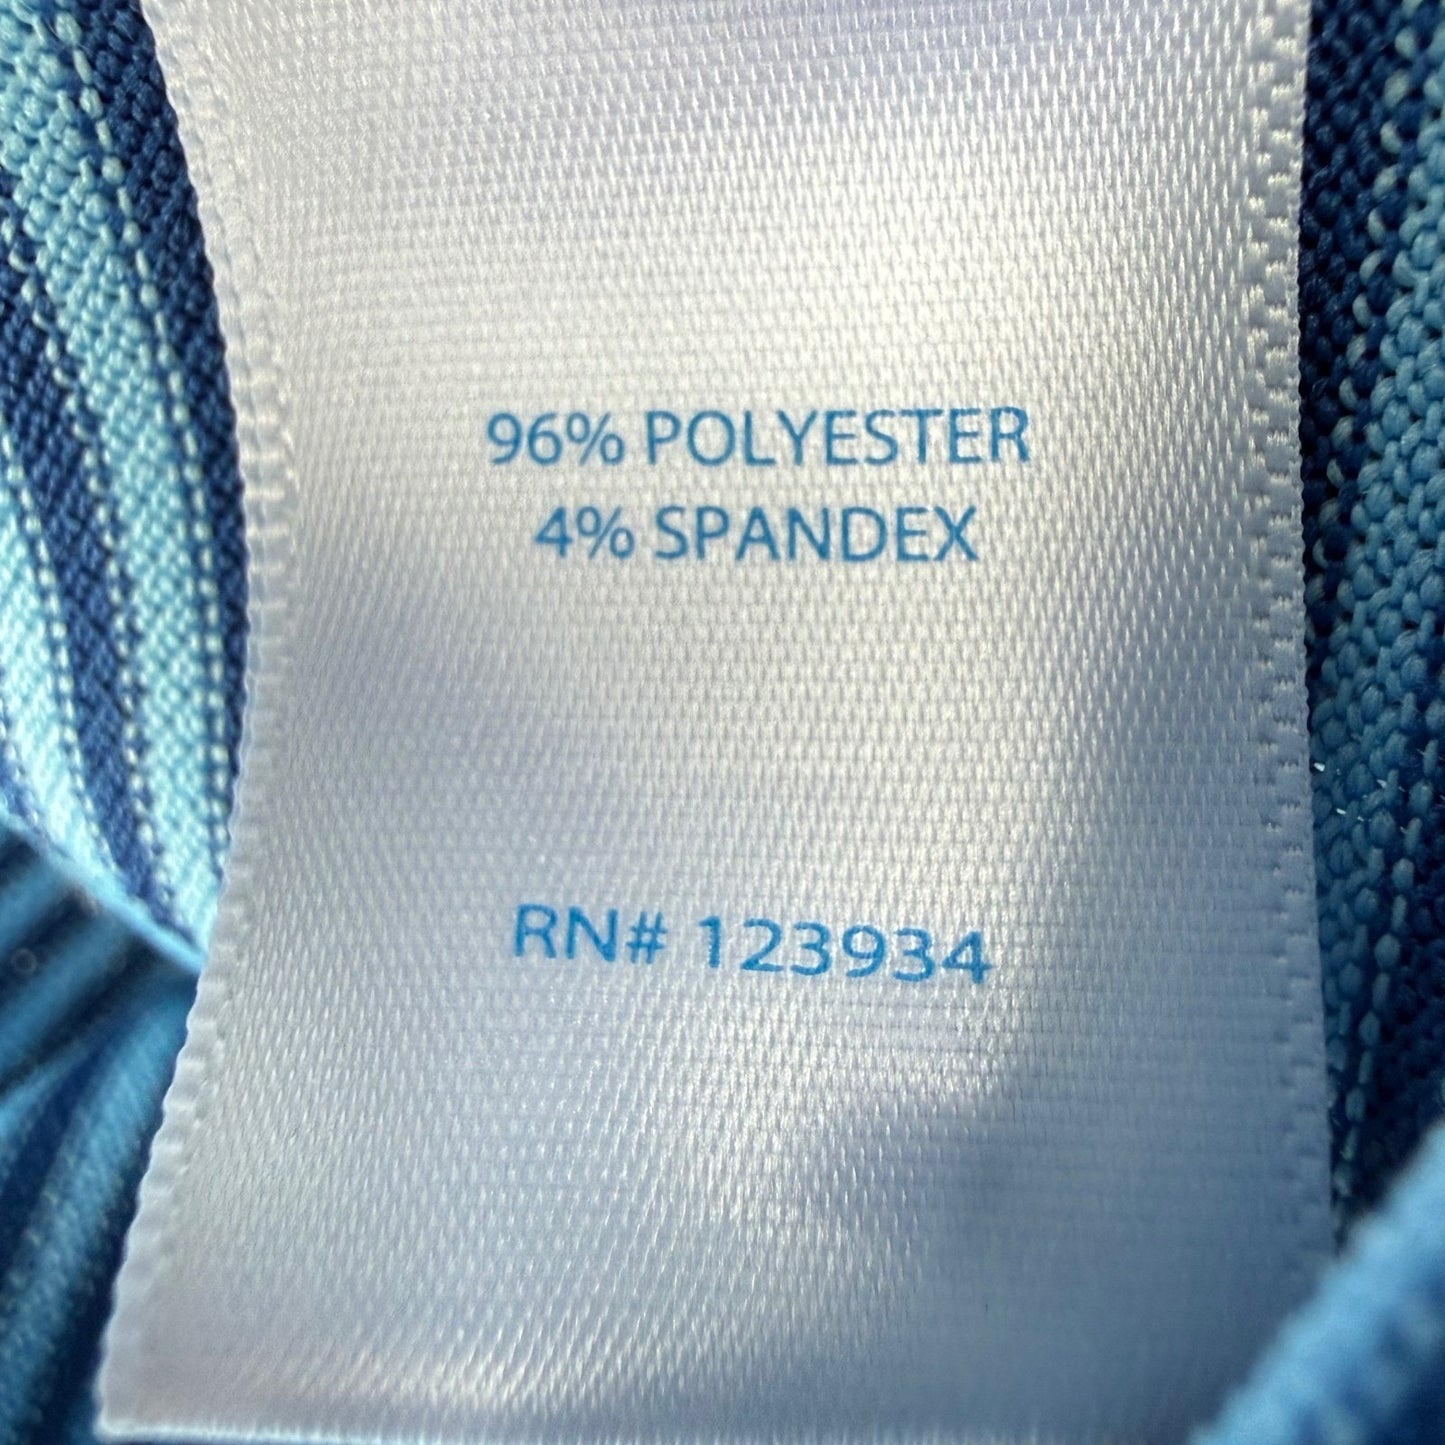 96% POLYESTER
4% SPANDEX
RN# 123934